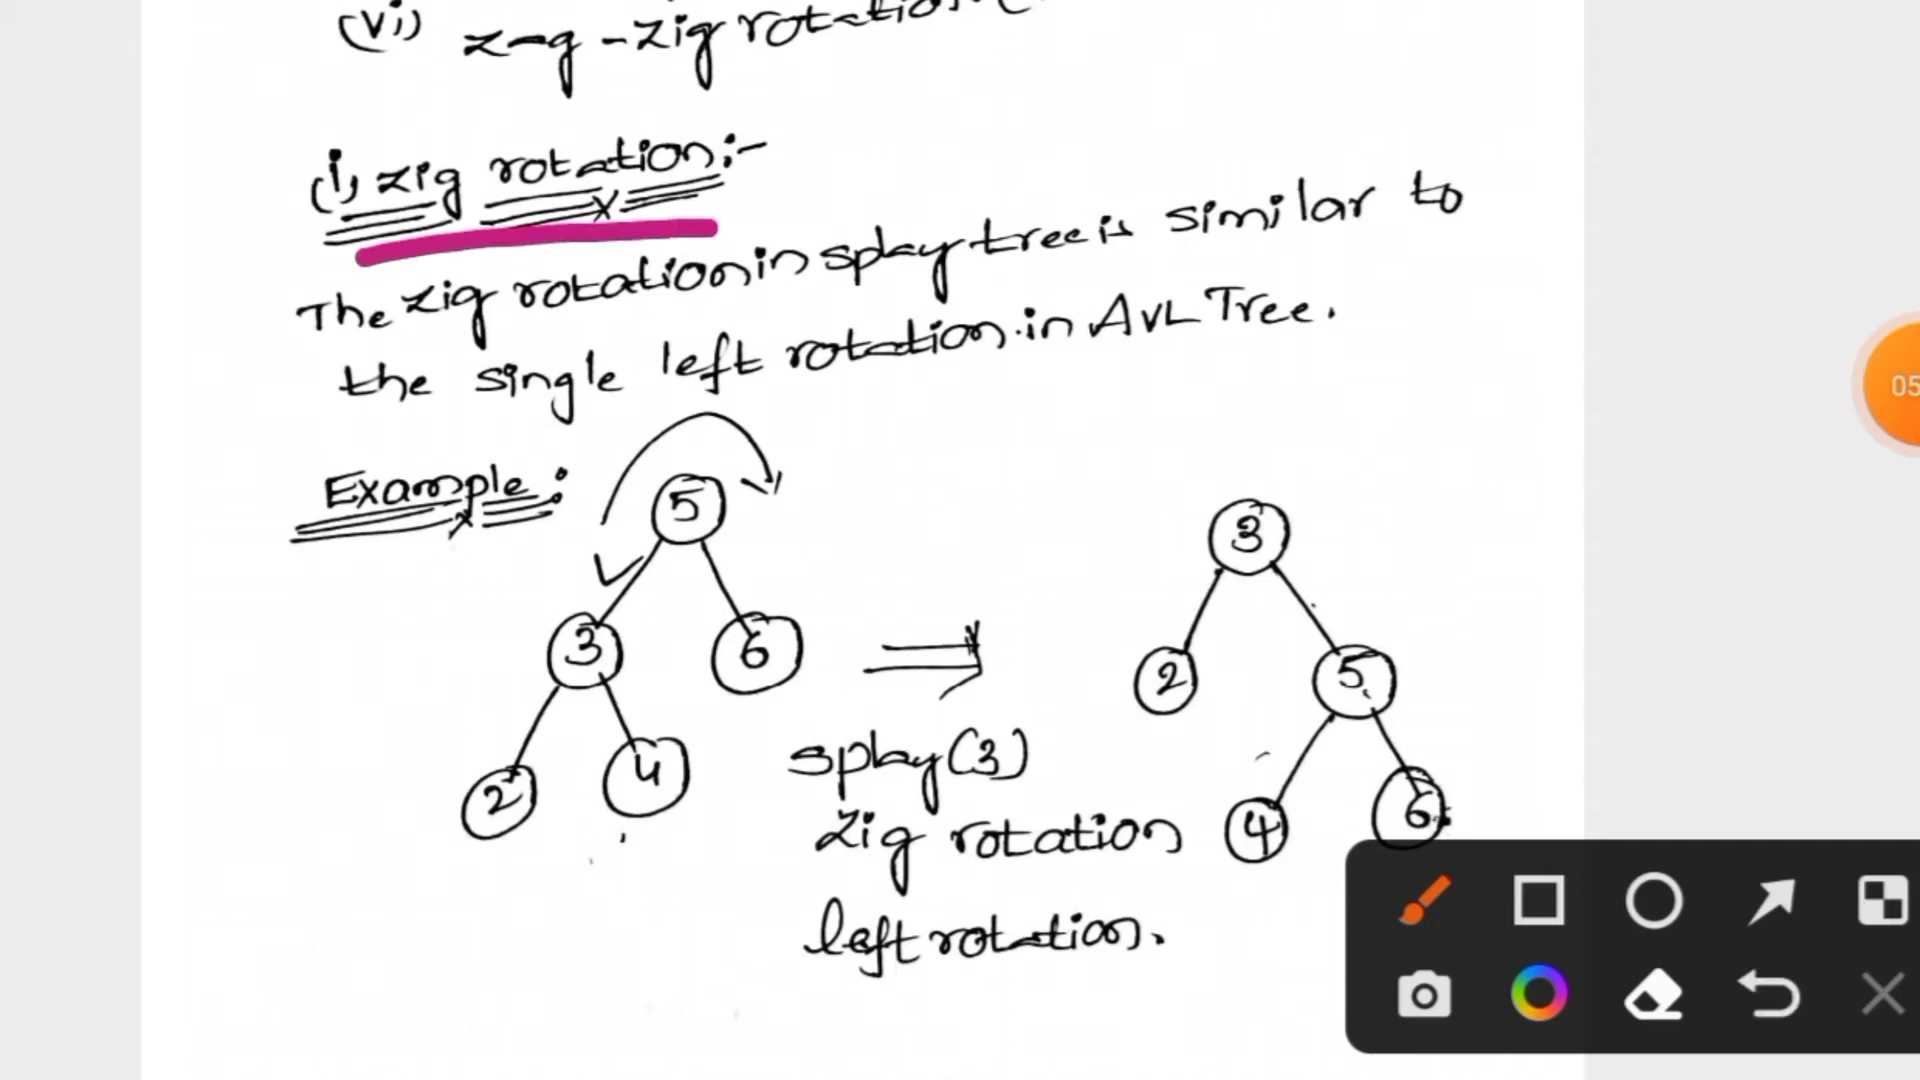 (vi) z-g-zig rotation(
(i) zig rotation:-
The zig rotation in splay tree is similar to
the single left rotation in AVL Tree.
Example:
5
3
3
6
2
5
2
4
splay(3)
zig rotation
4
6
left rotation.
05